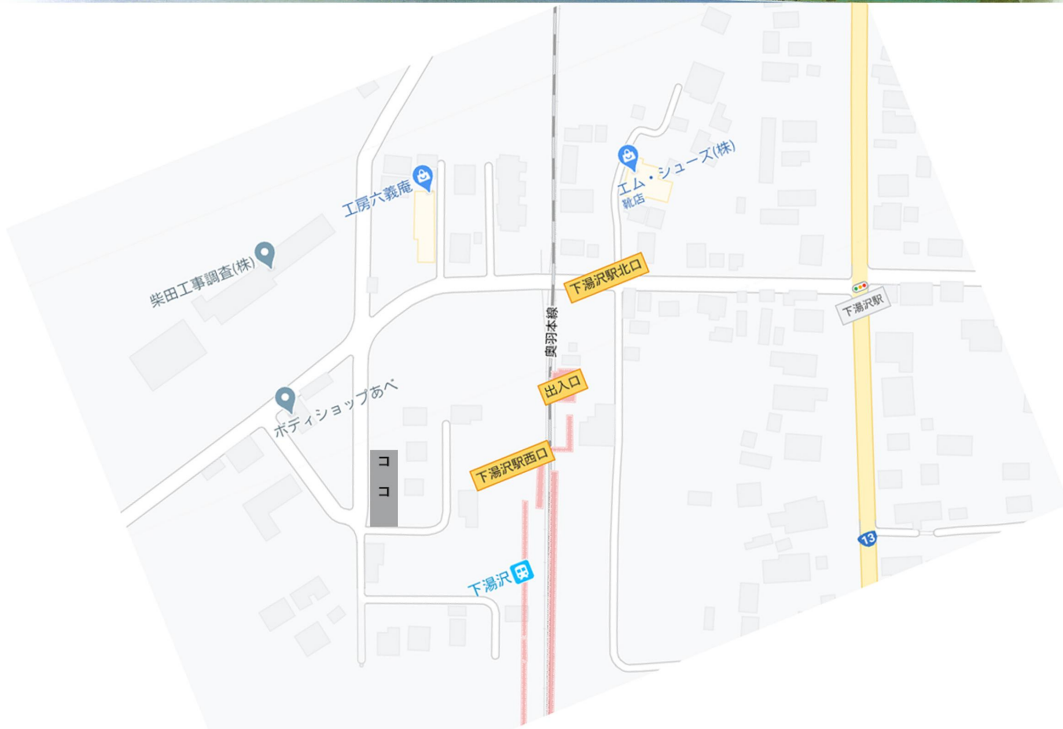 工房六義庵
エム・シューズ(株)
靴店
柴田工事調査(株)
下湯沢駅北口
下湯沢駅
奥羽本線
出入口
ボディショップあべ
下湯沢駅西口
ココ
13
下湯沢